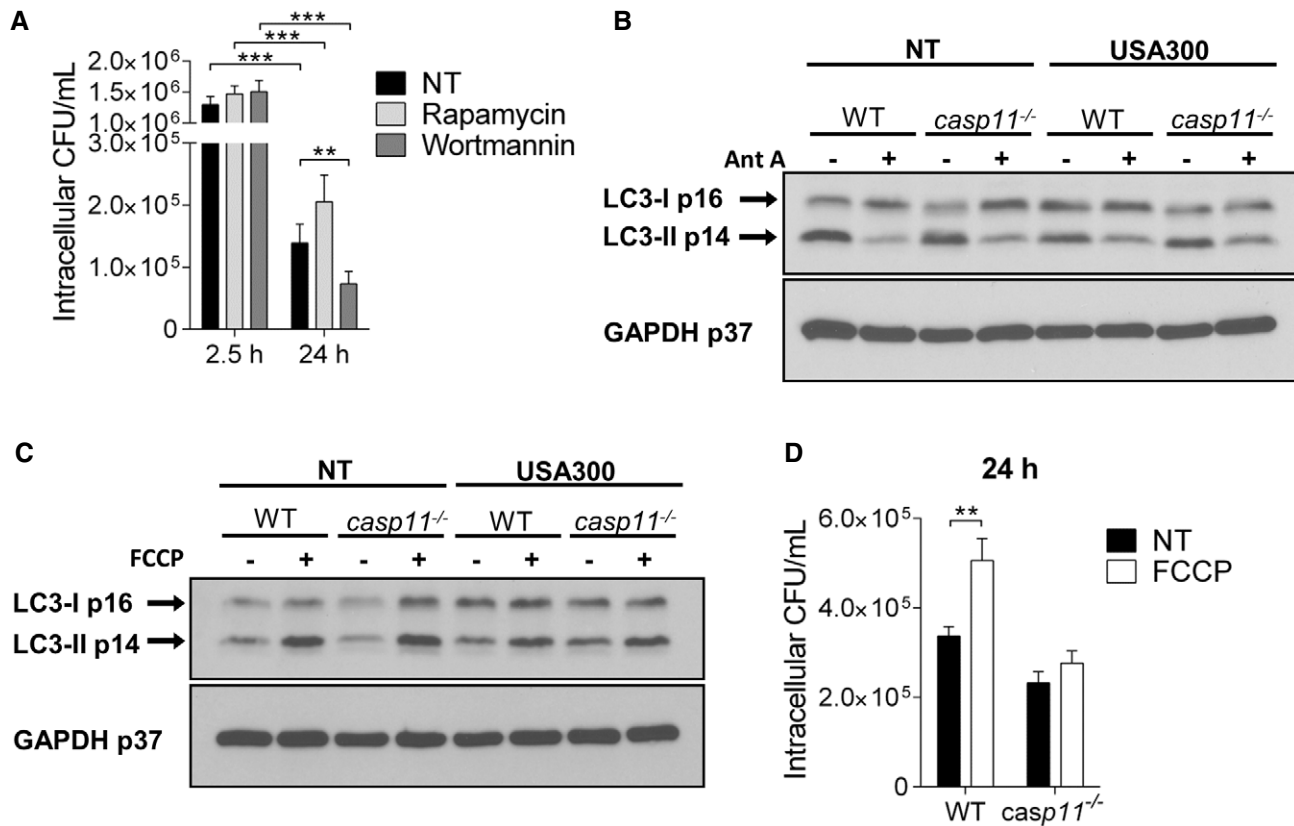 A
*** 
***
***
2.0×10⁶
1.5×10⁶
1.0×10⁶
3.0×10⁵
2.0×10⁵
1.0×10⁵
0
Intracellular CFU/mL
**
2.5 h 24 h
NT
Rapamycin
Wortmannin
B
NT USA300
WT casp11⁻/⁻ WT casp11⁻/⁻
Ant A - + - + - + - +
LC3-I p16
LC3-II p14
GAPDH p37
C
NT USA300
WT casp11⁻/⁻ WT casp11⁻/⁻
FCCP - + - + - + - +
LC3-I p16
LC3-II p14
GAPDH p37
D
24 h
6.0×10⁵
4.0×10⁵
2.0×10⁵
0
Intracellular CFU/mL
**
WT casp11⁻/⁻
NT
FCCP